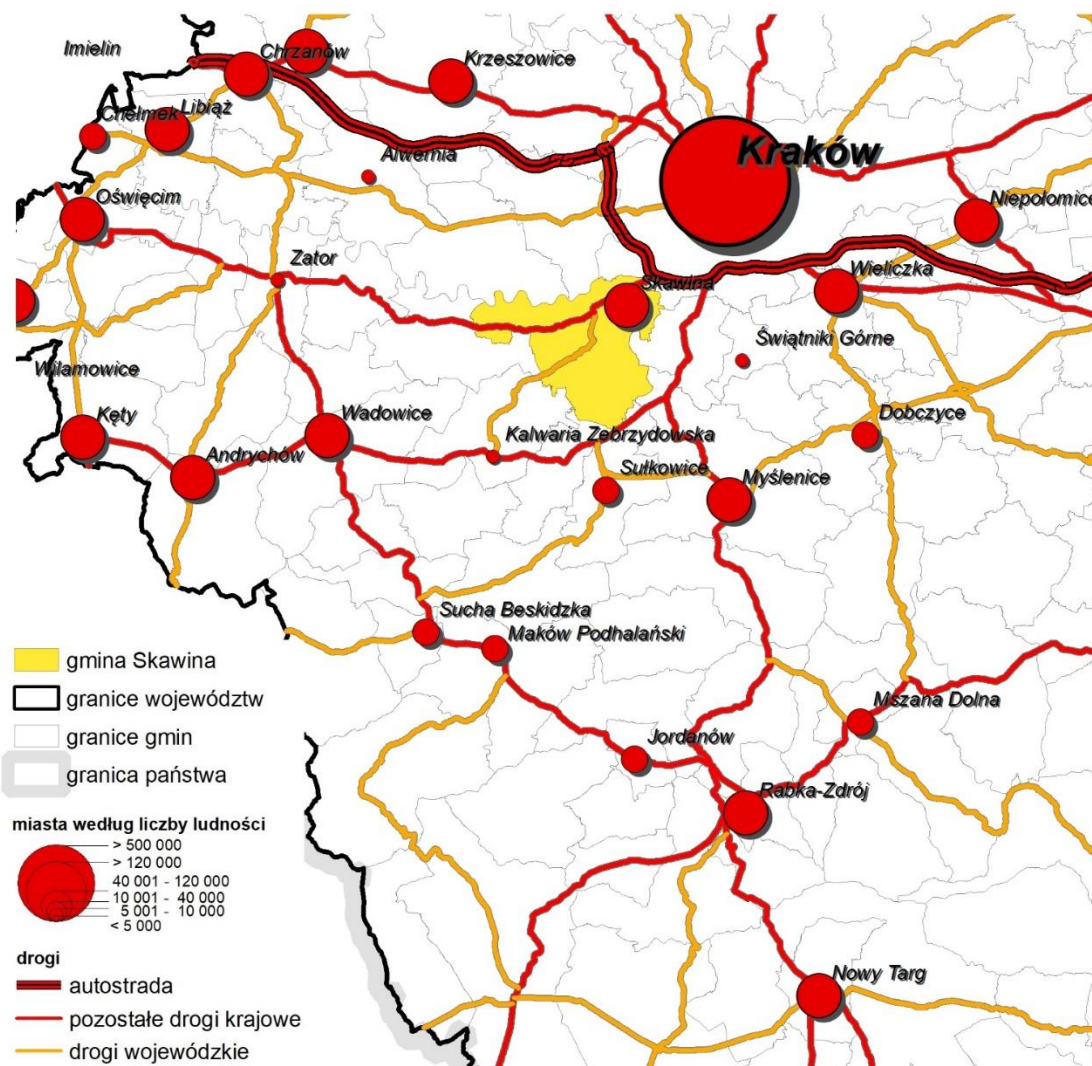 Imielin
Chrzanów
Krzeszowice
Chełmek
Libiąż
Alwernia
Kraków
Oświęcim
Niepołomice
Zator
Skawina
Wieliczka
Świątniki Górne
Wilamowice
Kęty
Wadowice
Dobczyce
Andrychów
Kalwaria Zebrzydowska
Sułkowice
Myślenice
Sucha Beskidzka
Maków Podhalański
Mszana Dolna
Jordanów
Rabka-Zdrój
Nowy Targ
gmina Skawina
granice województw
granice gmin
granica państwa
miasta według liczby ludności
> 500 000
> 120 000
40 001 - 120 000
10 001 - 40 000
5 001 - 10 000
< 5 000
drogi
autostrada
pozostałe drogi krajowe
drogi wojewódzkie